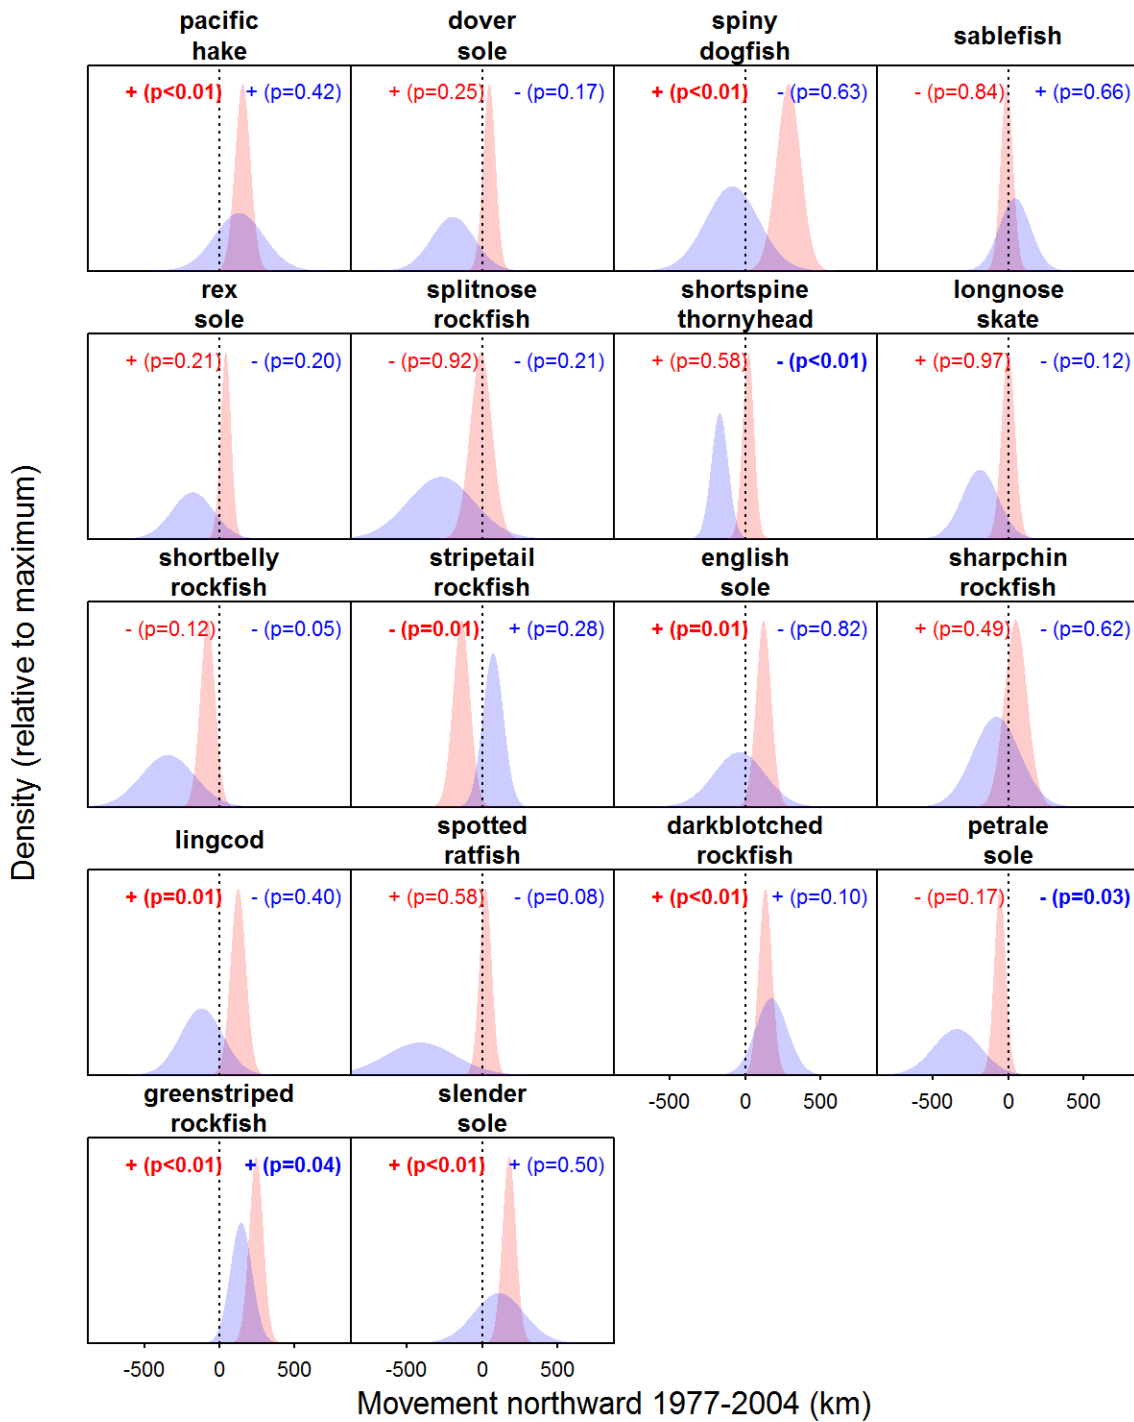 pacific
hake
dover
sole
spiny
dogfish
sablefish
+ (p<0.01) + (p=0.42)
+ (p=0.25) - (p=0.17)
+ (p<0.01) - (p=0.63)
- (p=0.84) + (p=0.66)
rex
sole
splitnose
rockfish
shortspine
thornyhead
longnose
skate
+ (p=0.21) - (p=0.20)
- (p=0.92) - (p=0.21)
+ (p=0.58) - (p<0.01)
+ (p=0.97) - (p=0.12)
shortbelly
rockfish
stripetail
rockfish
english
sole
sharpchin
rockfish
- (p=0.12) - (p=0.05)
- (p=0.01) + (p=0.28)
+ (p=0.01) - (p=0.82)
+ (p=0.49) - (p=0.62)
lingcod
spotted
ratfish
darkblotched
rockfish
petrale
sole
+ (p=0.01) - (p=0.40)
+ (p=0.58) - (p=0.08)
+ (p<0.01) + (p=0.10)
- (p=0.17) - (p=0.03)
-500 0 500
-500 0 500
greenstriped
rockfish
slender
sole
+ (p<0.01) + (p=0.04)
+ (p<0.01) + (p=0.50)
-500 0 500
-500 0 500
Movement northward 1977-2004 (km)
Density (relative to maximum)